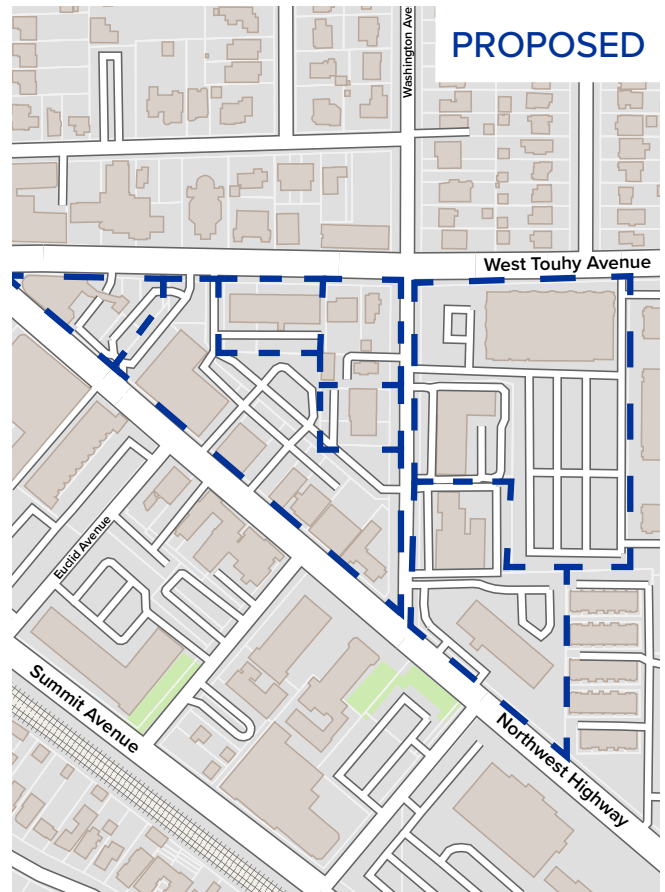 PROPOSED
Washington Ave
West Touhy Avenue
Euclid Avenue
Summit Avenue
Northwest Highway